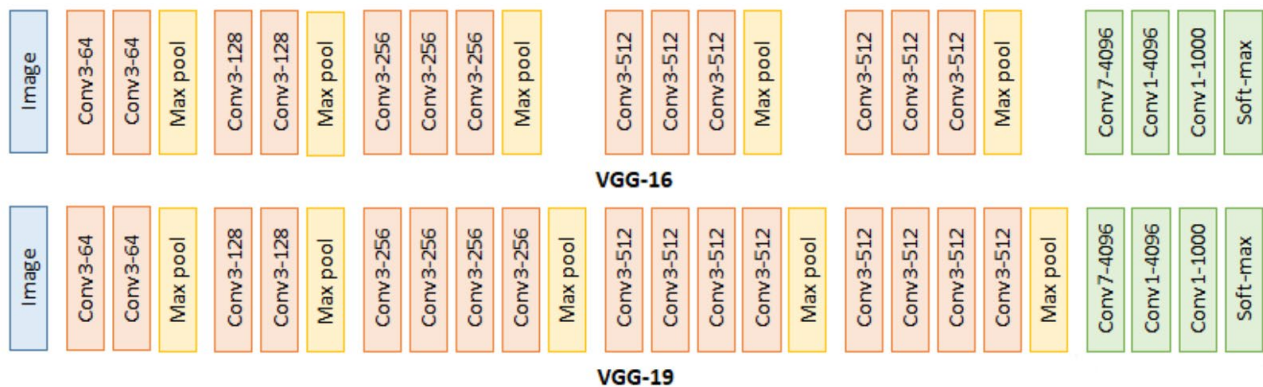 Image
Conv3-64
Conv3-64
Max pool
Conv3-128
Conv3-128
Max pool
Conv3-256
Conv3-256
Conv3-256
Max pool
Conv3-512
Conv3-512
Conv3-512
Max pool
Conv3-512
Conv3-512
Conv3-512
Max pool
Conv7-4096
Conv1-4096
Conv1-1000
Soft-max
VGG-16
Image
Conv3-64
Conv3-64
Max pool
Conv3-128
Conv3-128
Max pool
Conv3-256
Conv3-256
Conv3-256
Conv3-256
Max pool
Conv3-512
Conv3-512
Conv3-512
Conv3-512
Max pool
Conv3-512
Conv3-512
Conv3-512
Conv3-512
Max pool
Conv7-4096
Conv1-4096
Conv1-1000
Soft-max
VGG-19